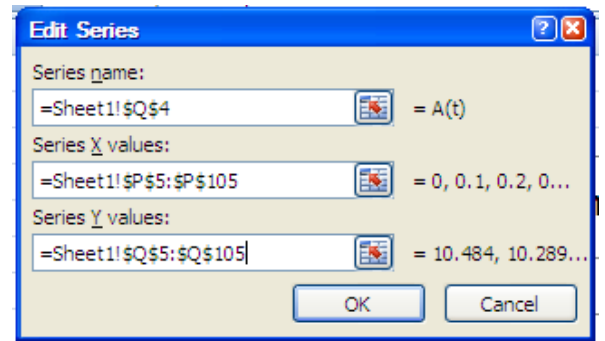 Edit Series
Series name:
=Sheet1!$Q$4 = A(t)
Series X values:
=Sheet1!$P$5:$P$105 = 0, 0.1, 0.2, 0...
Series Y values:
=Sheet1!$Q$5:$Q$105 = 10.484, 10.289...
OK Cancel